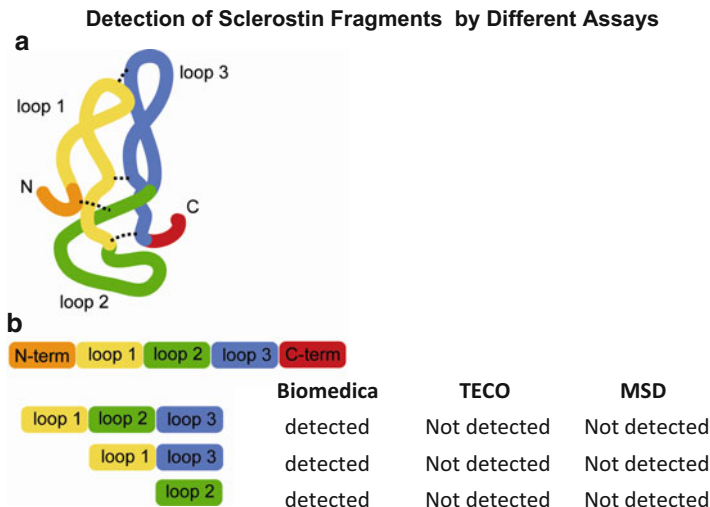 Detection of Sclerostin Fragments by Different Assays
a
loop 3
loop 1
N
C
loop 2
b
N-term loop 1 loop 2 loop 3 C-term
Biomedica TECO MSD
loop 1 loop 2 loop 3 detected Not detected Not detected
loop 1 loop 3 detected Not detected Not detected
loop 2 detected Not detected Not detected